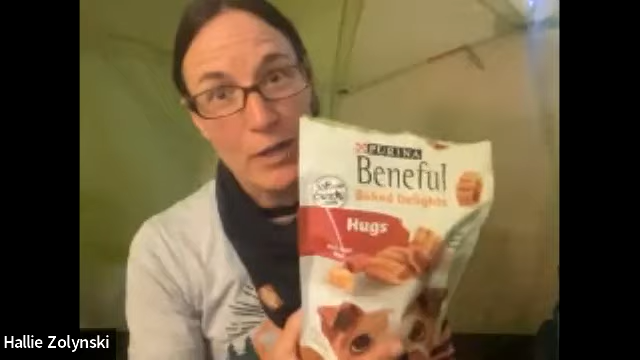 PURINA
Beneful
Baked Delights
Hugs
Hallie Zolynski